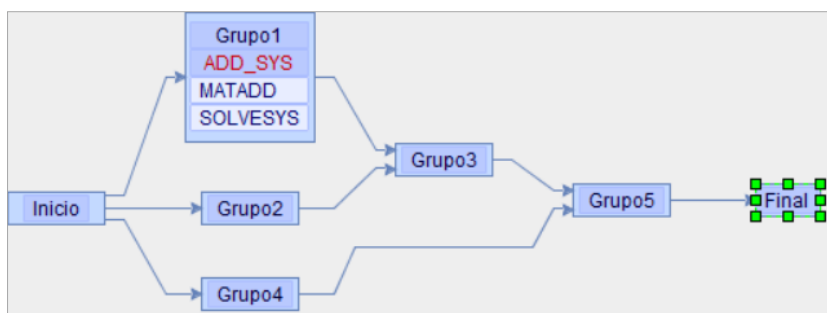 Grupo1
ADD_SYS
MATADD
SOLVESYS
Grupo3
Inicio
Grupo2
Grupo5
Final
Grupo4